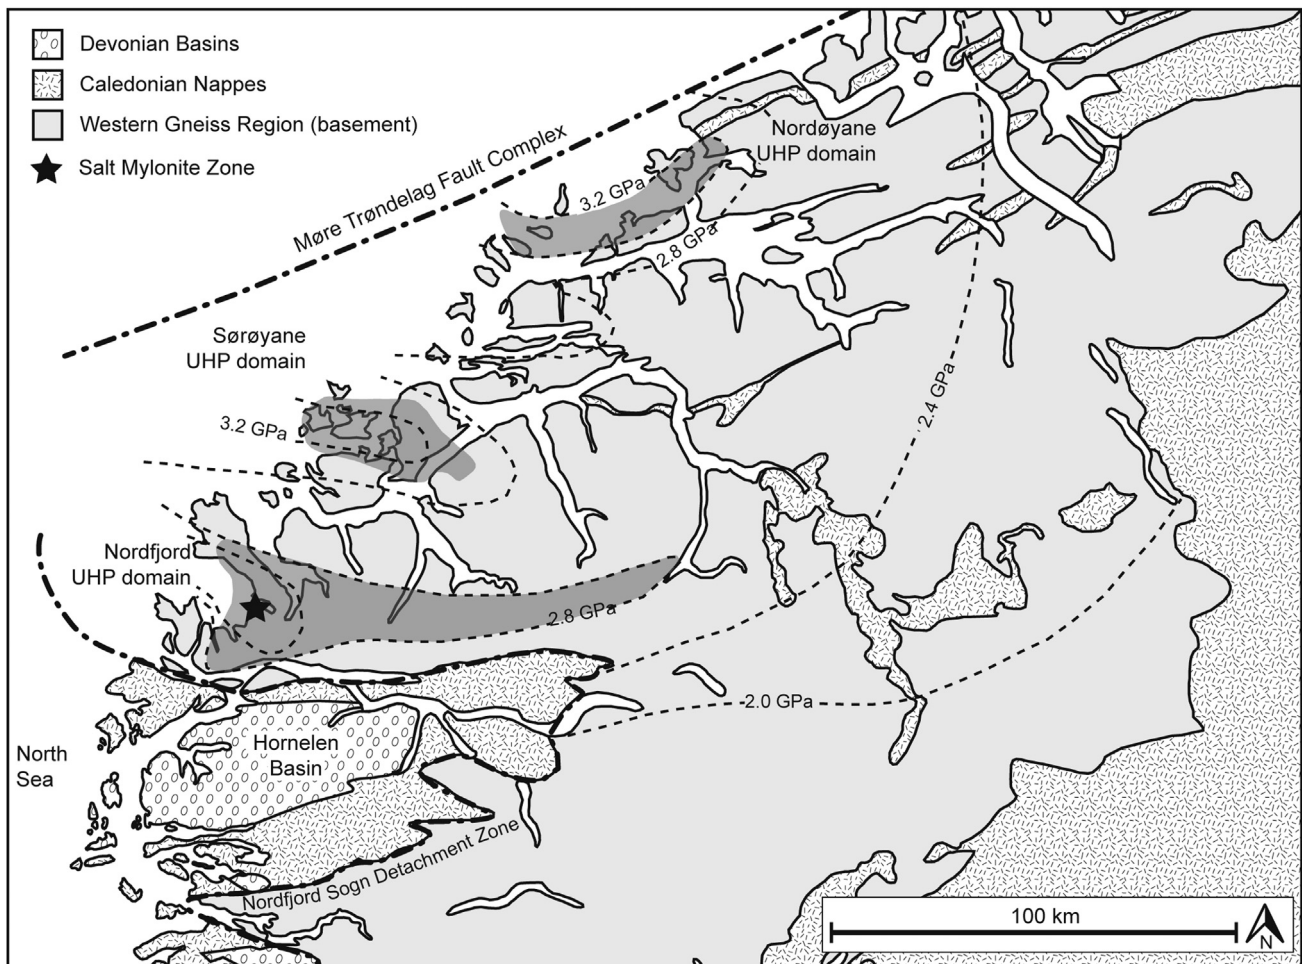 Devonian Basins
Caledonian Nappes
Western Gneiss Region (basement)
Salt Mylonite Zone
Møre Trøndelag Fault Complex
Nordøyane
UHP domain
3.2 GPa
2.8 GPa
Sørøyane
UHP domain
3.2 GPa
2.4 GPa
Nordfjord
UHP domain
2.8 GPa
2.0 GPa
North
Sea
Hornelen
Basin
Nordfjord Sogn Detachment Zone
100 km
N